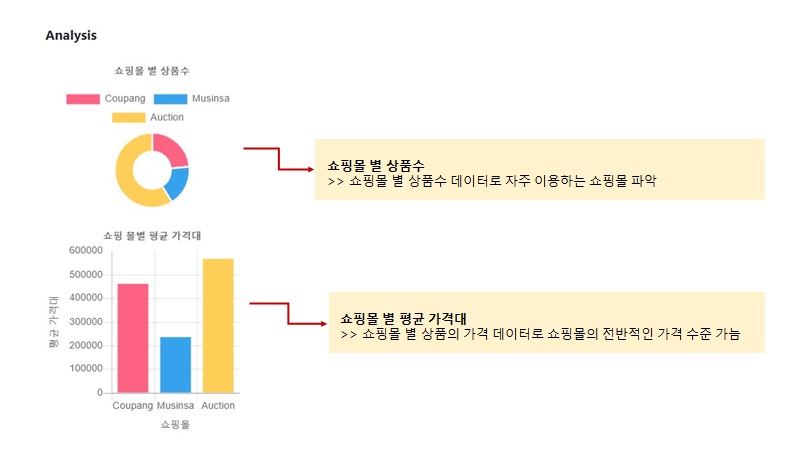 Analysis
쇼핑몰 별 상품수
Coupang Musinsa
Auction
쇼핑몰 별 상품수
>> 쇼핑몰 별 상품수 데이터로 자주 이용하는 쇼핑몰 파악
쇼핑 몰별 평균 가격대
600000
500000
400000
300000
200000
100000
0
평균 가격대
Coupang Musinsa Auction
쇼핑몰
쇼핑몰 별 평균 가격대
>> 쇼핑몰 별 상품의 가격 데이터로 쇼핑몰의 전반적인 가격 수준 가늠